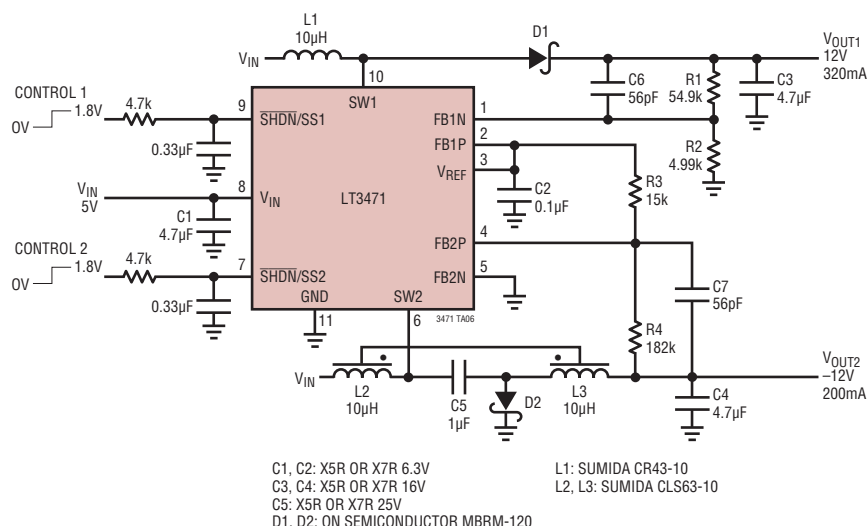 L1
10µH
D1
VOUT1
12V
320mA
VIN
10
SW1
C6
56pF
R1
54.9k
C3
4.7µF
CONTROL 1
0V
1.8V
4.7k
9
SHDN/SS1
0.33µF
FB1N
1
FB1P
2
VREF
3
R2
4.99k
C2
0.1µF
R3
15k
VIN
5V
8
VIN
C1
4.7µF
LT3471
CONTROL 2
0V
1.8V
4.7k
7
SHDN/SS2
0.33µF
FB2P
4
FB2N
5
C7
56pF
GND
11
SW2
6
3471 TA06
R4
182k
VIN
L2
10µH
C5
1µF
D2
L3
10µH
VOUT2
–12V
200mA
C4
4.7µF
C1, C2: X5R OR X7R 6.3V
C3, C4: X5R OR X7R 16V
C5: X5R OR X7R 25V
D1, D2: ON SEMICONDUCTOR MBRM-120
L1: SUMIDA CR43-10
L2, L3: SUMIDA CLS63-10